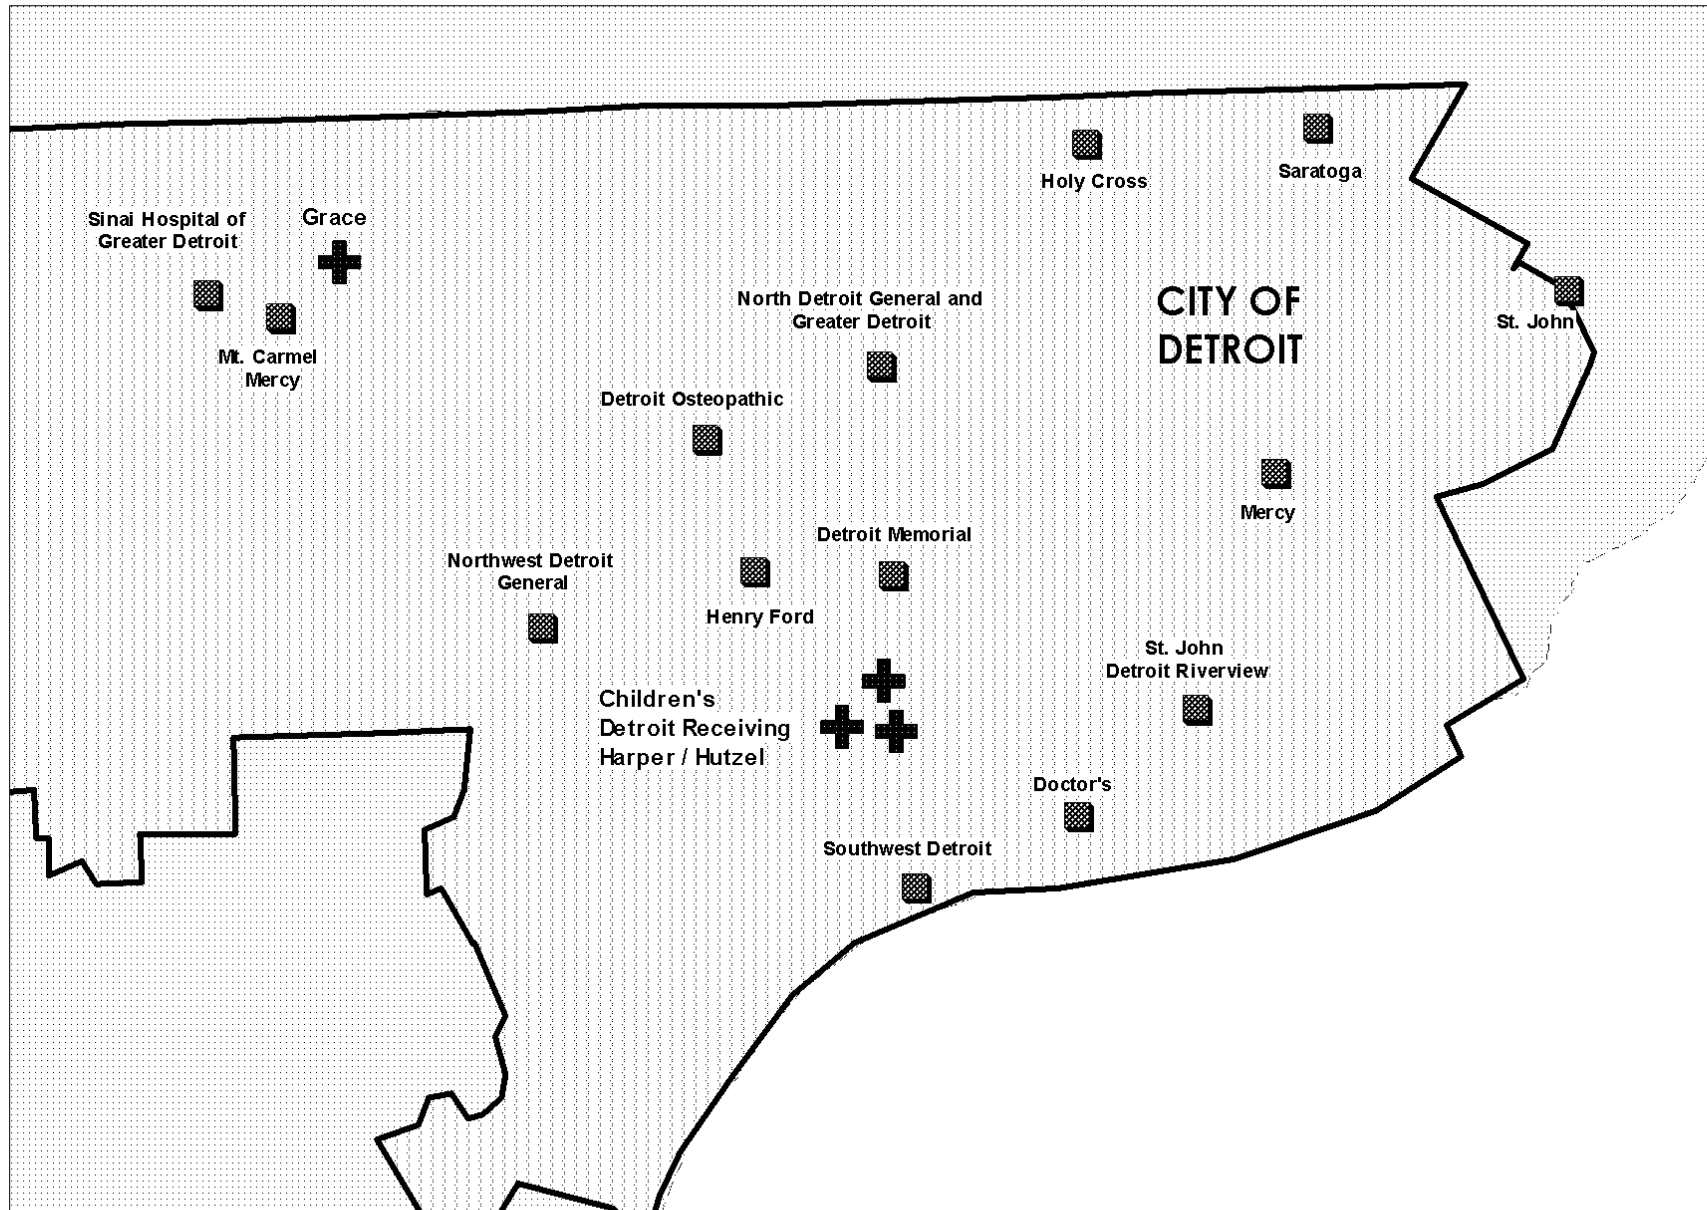 Holy Cross
Saratoga
Sinai Hospital of
Greater Detroit
Grace
Mt. Carmel
Mercy
North Detroit General and
Greater Detroit
CITY OF
DETROIT
St. John
Detroit Osteopathic
Mercy
Detroit Memorial
Northwest Detroit
General
Henry Ford
St. John
Detroit Riverview
Children's
Detroit Receiving
Harper / Hutzel
Doctor's
Southwest Detroit